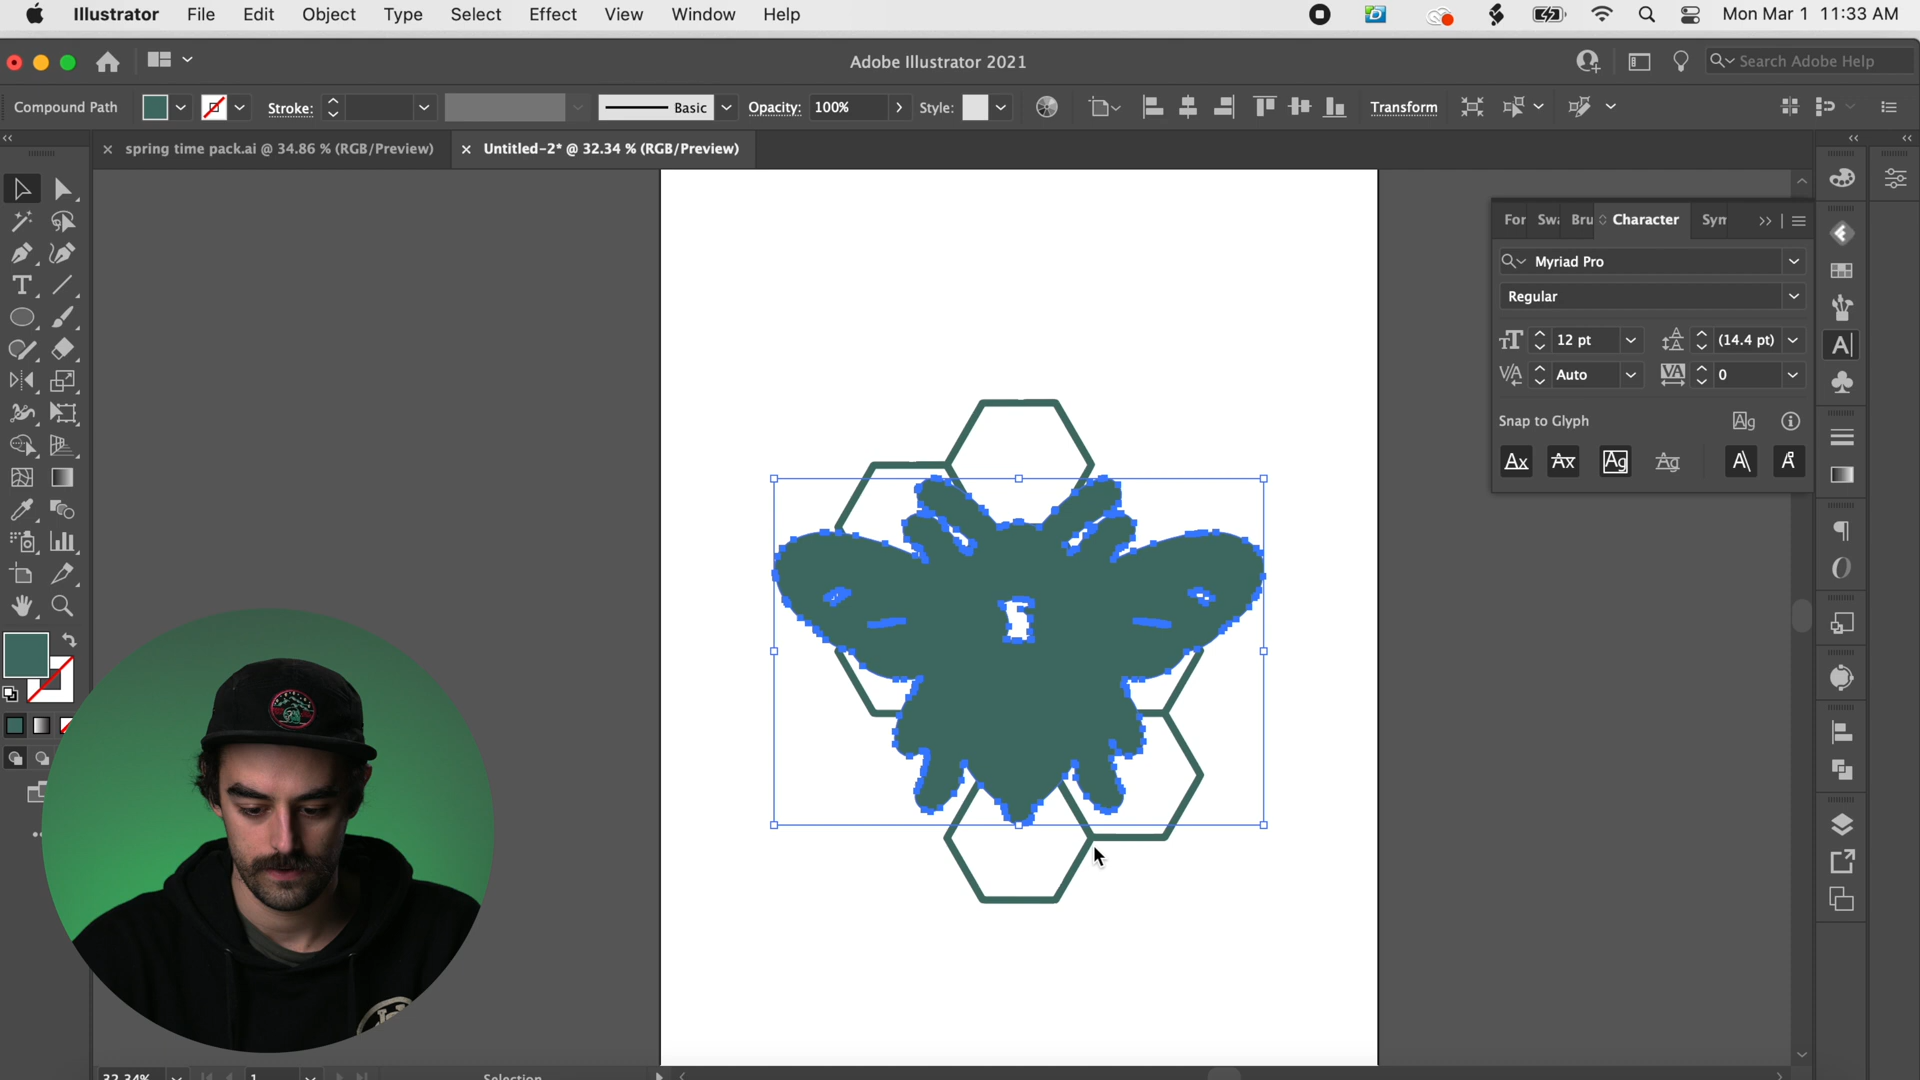 Illustrator File Edit Object Type Select Effect View Window Help
Mon Mar 1 11:33 AM
Adobe Illustrator 2021
Search Adobe Help
Compound Path
Stroke:
Basic
Opacity: 100%
Style:
Transform
spring time pack.ai @ 34.86 % (RGB/Preview)
Untitled-2* @ 32.34 % (RGB/Preview)
For Swa Bru Character Sym
Myriad Pro
Regular
12 pt
(14.4 pt)
Auto
0
Snap to Glyph
32.34%
1
Selection